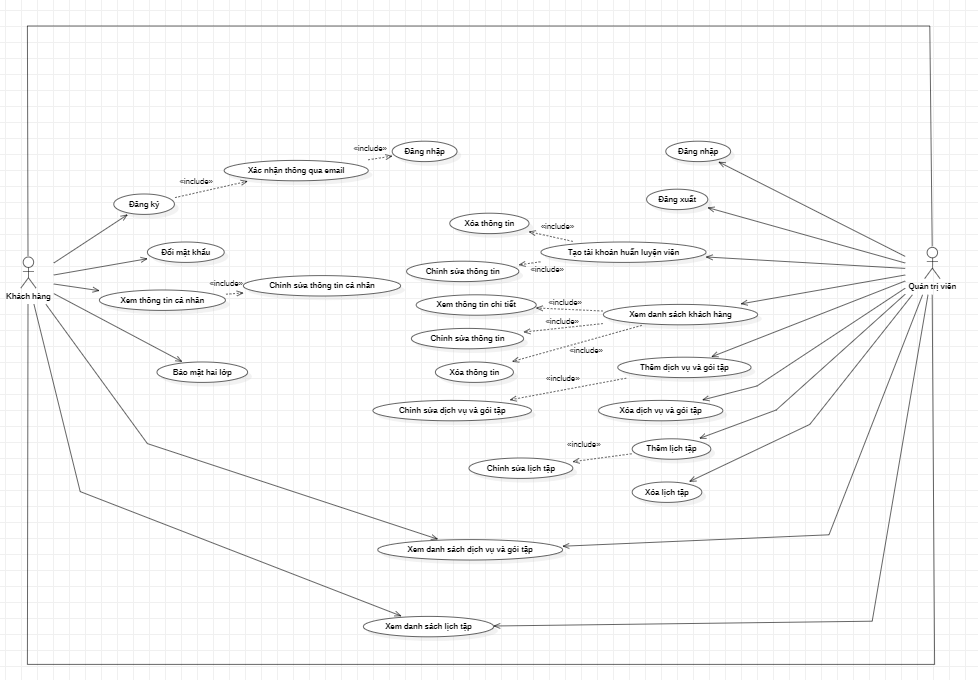 «include»
Đăng nhập
Đăng nhập
Xác nhận thông qua email
«include»
Đăng ký
Đăng xuất
Xóa thông tin
«include»
Đổi mật khẩu
Tạo tài khoản huấn luyện viên
Chỉnh sửa thông tin
«include»
Khách hàng
Xem thông tin cá nhân
«include»
Chỉnh sửa thông tin cá nhân
Quản trị viên
Xem thông tin chi tiết
«include»
Xem danh sách khách hàng
«include»
Chỉnh sửa thông tin
«include»
Xóa thông tin
Bảo mật hai lớp
Thêm dịch vụ và gói tập
«include»
Chỉnh sửa dịch vụ và gói tập
Xóa dịch vụ và gói tập
«include»
Thêm lịch tập
Chỉnh sửa lịch tập
Xóa lịch tập
Xem danh sách dịch vụ và gói tập
Xem danh sách lịch tập